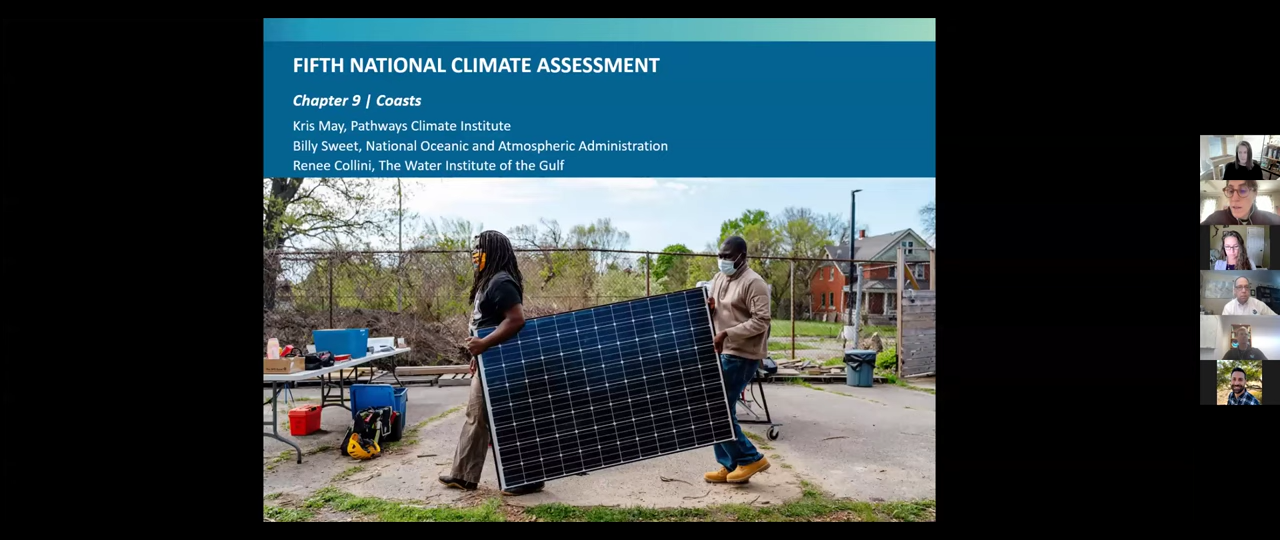 FIFTH NATIONAL CLIMATE ASSESSMENT
Chapter 9 | Coasts
Kris May, Pathways Climate Institute
Billy Sweet, National Oceanic and Atmospheric Administration
Renee Collini, The Water Institute of the Gulf